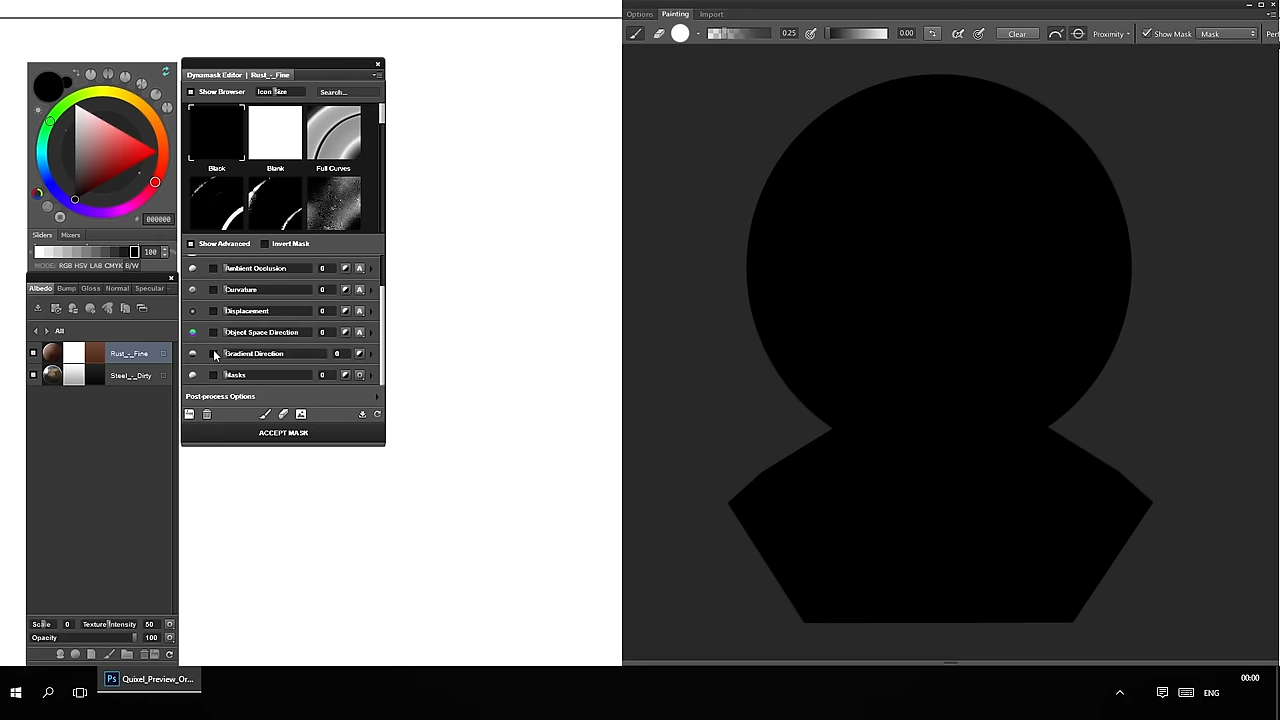 Options Painting Import
0.25 0.00 Clear Proximity Show Mask Mask
Dynamask Editor | Rust_-_Fine
Show Browser Icon Size Search...
Black Blank Full Curves
# 000000
Sliders Mixers
100 %
MODE: RGB HSV LAB CMYK B/W
Show Advanced Invert Mask
Ambient Occlusion 0 A
Curvature 0 A
Displacement 0 A
Object Space Direction 0 A
Gradient Direction 0
Masks 0
Post-process Options
ACCEPT MASK
Albedo Bump Gloss Normal Specular
All
Rust_-_Fine
Steel_-_Dirty
Scale 0 Texture Intensity 50
Opacity 100
Ps Quixel_Preview_Or...
ENG
00:00